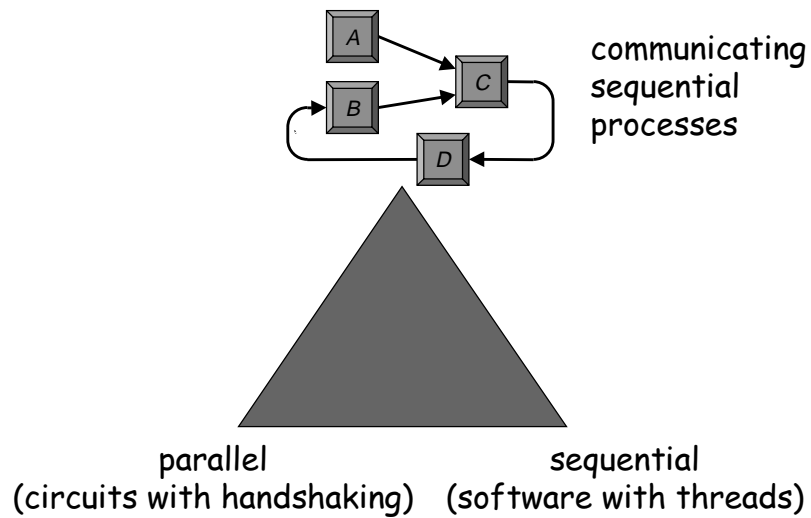 A
B
C
D
communicating
sequential
processes
parallel
(circuits with handshaking)
sequential
(software with threads)